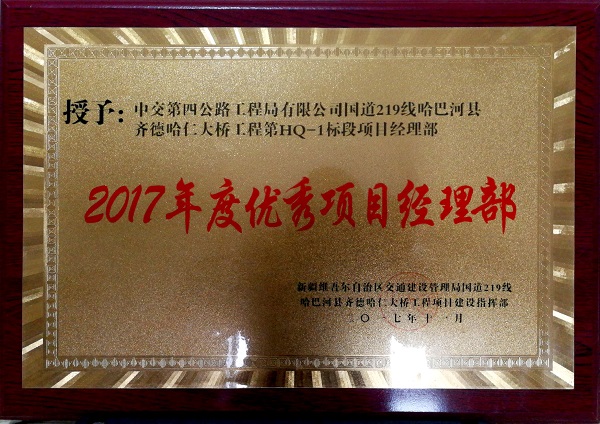 授予：中交第四公路工程局有限公司国道219线哈巴河县
齐德哈仁大桥工程第HQ-1标段项目经理部
2017年度优秀项目经理部
新疆维吾尔自治区交通建设管理局国道219线
哈巴河县齐德哈仁大桥工程项目建设指挥部
二〇一七年十一月